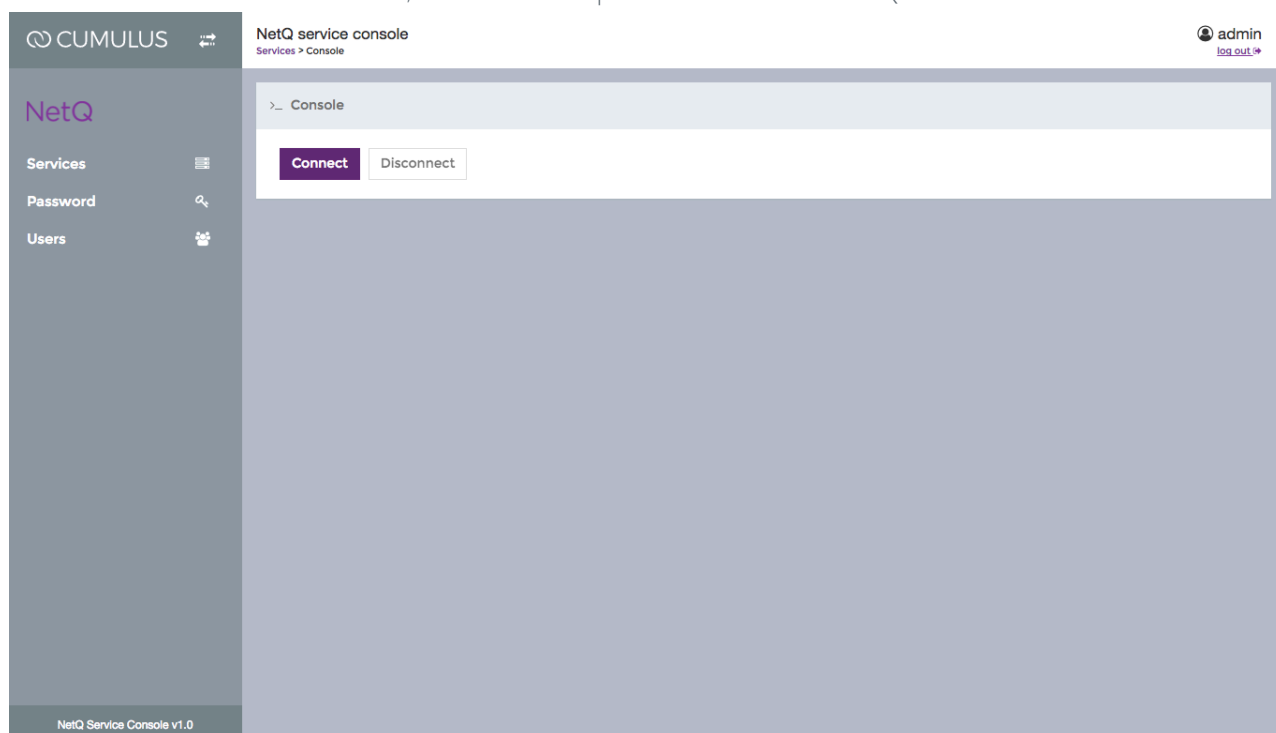 CUMULUS
NetQ service console
Services > Console
admin
log out
NetQ
Services
Password
Users
>_ Console
Connect
Disconnect
NetQ Service Console v1.0